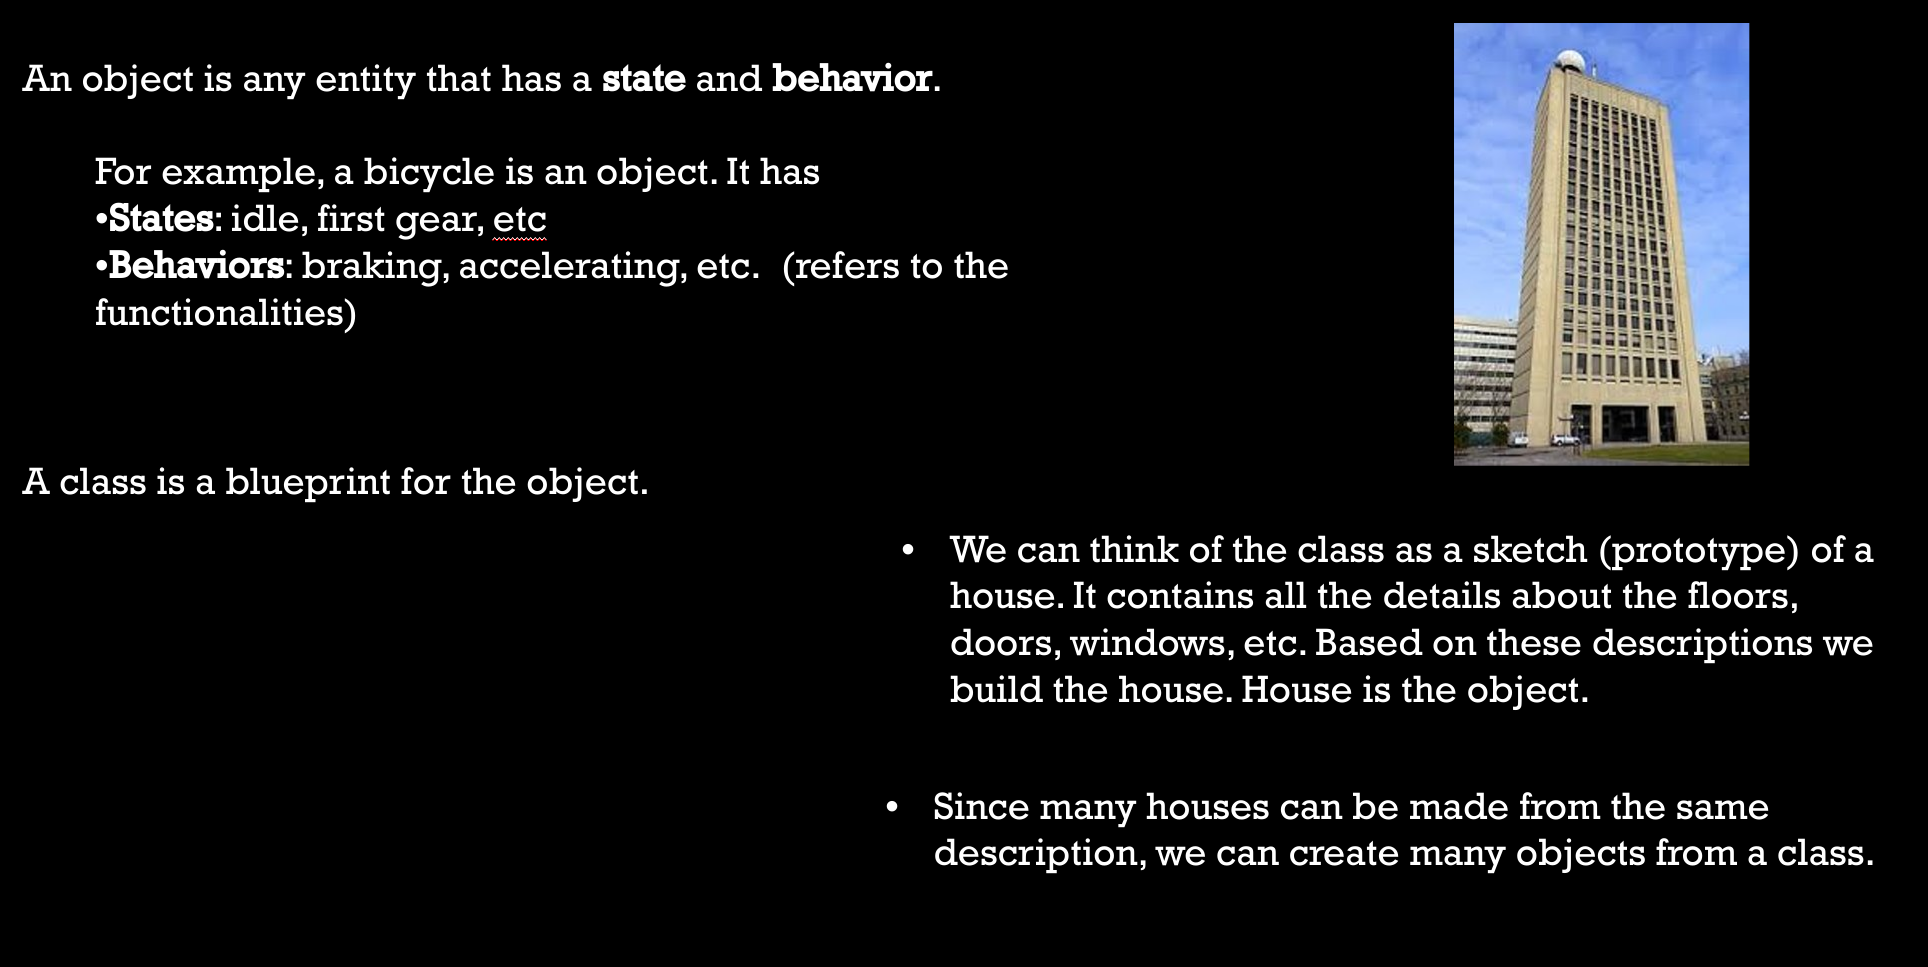 An object is any entity that has a state and behavior.
For example, a bicycle is an object. It has
•States: idle, first gear, etc
•Behaviors: braking, accelerating, etc.  (refers to the
functionalities)
A class is a blueprint for the object.
• We can think of the class as a sketch (prototype) of a
house. It contains all the details about the floors,
doors, windows, etc. Based on these descriptions we
build the house. House is the object.
• Since many houses can be made from the same
description, we can create many objects from a class.